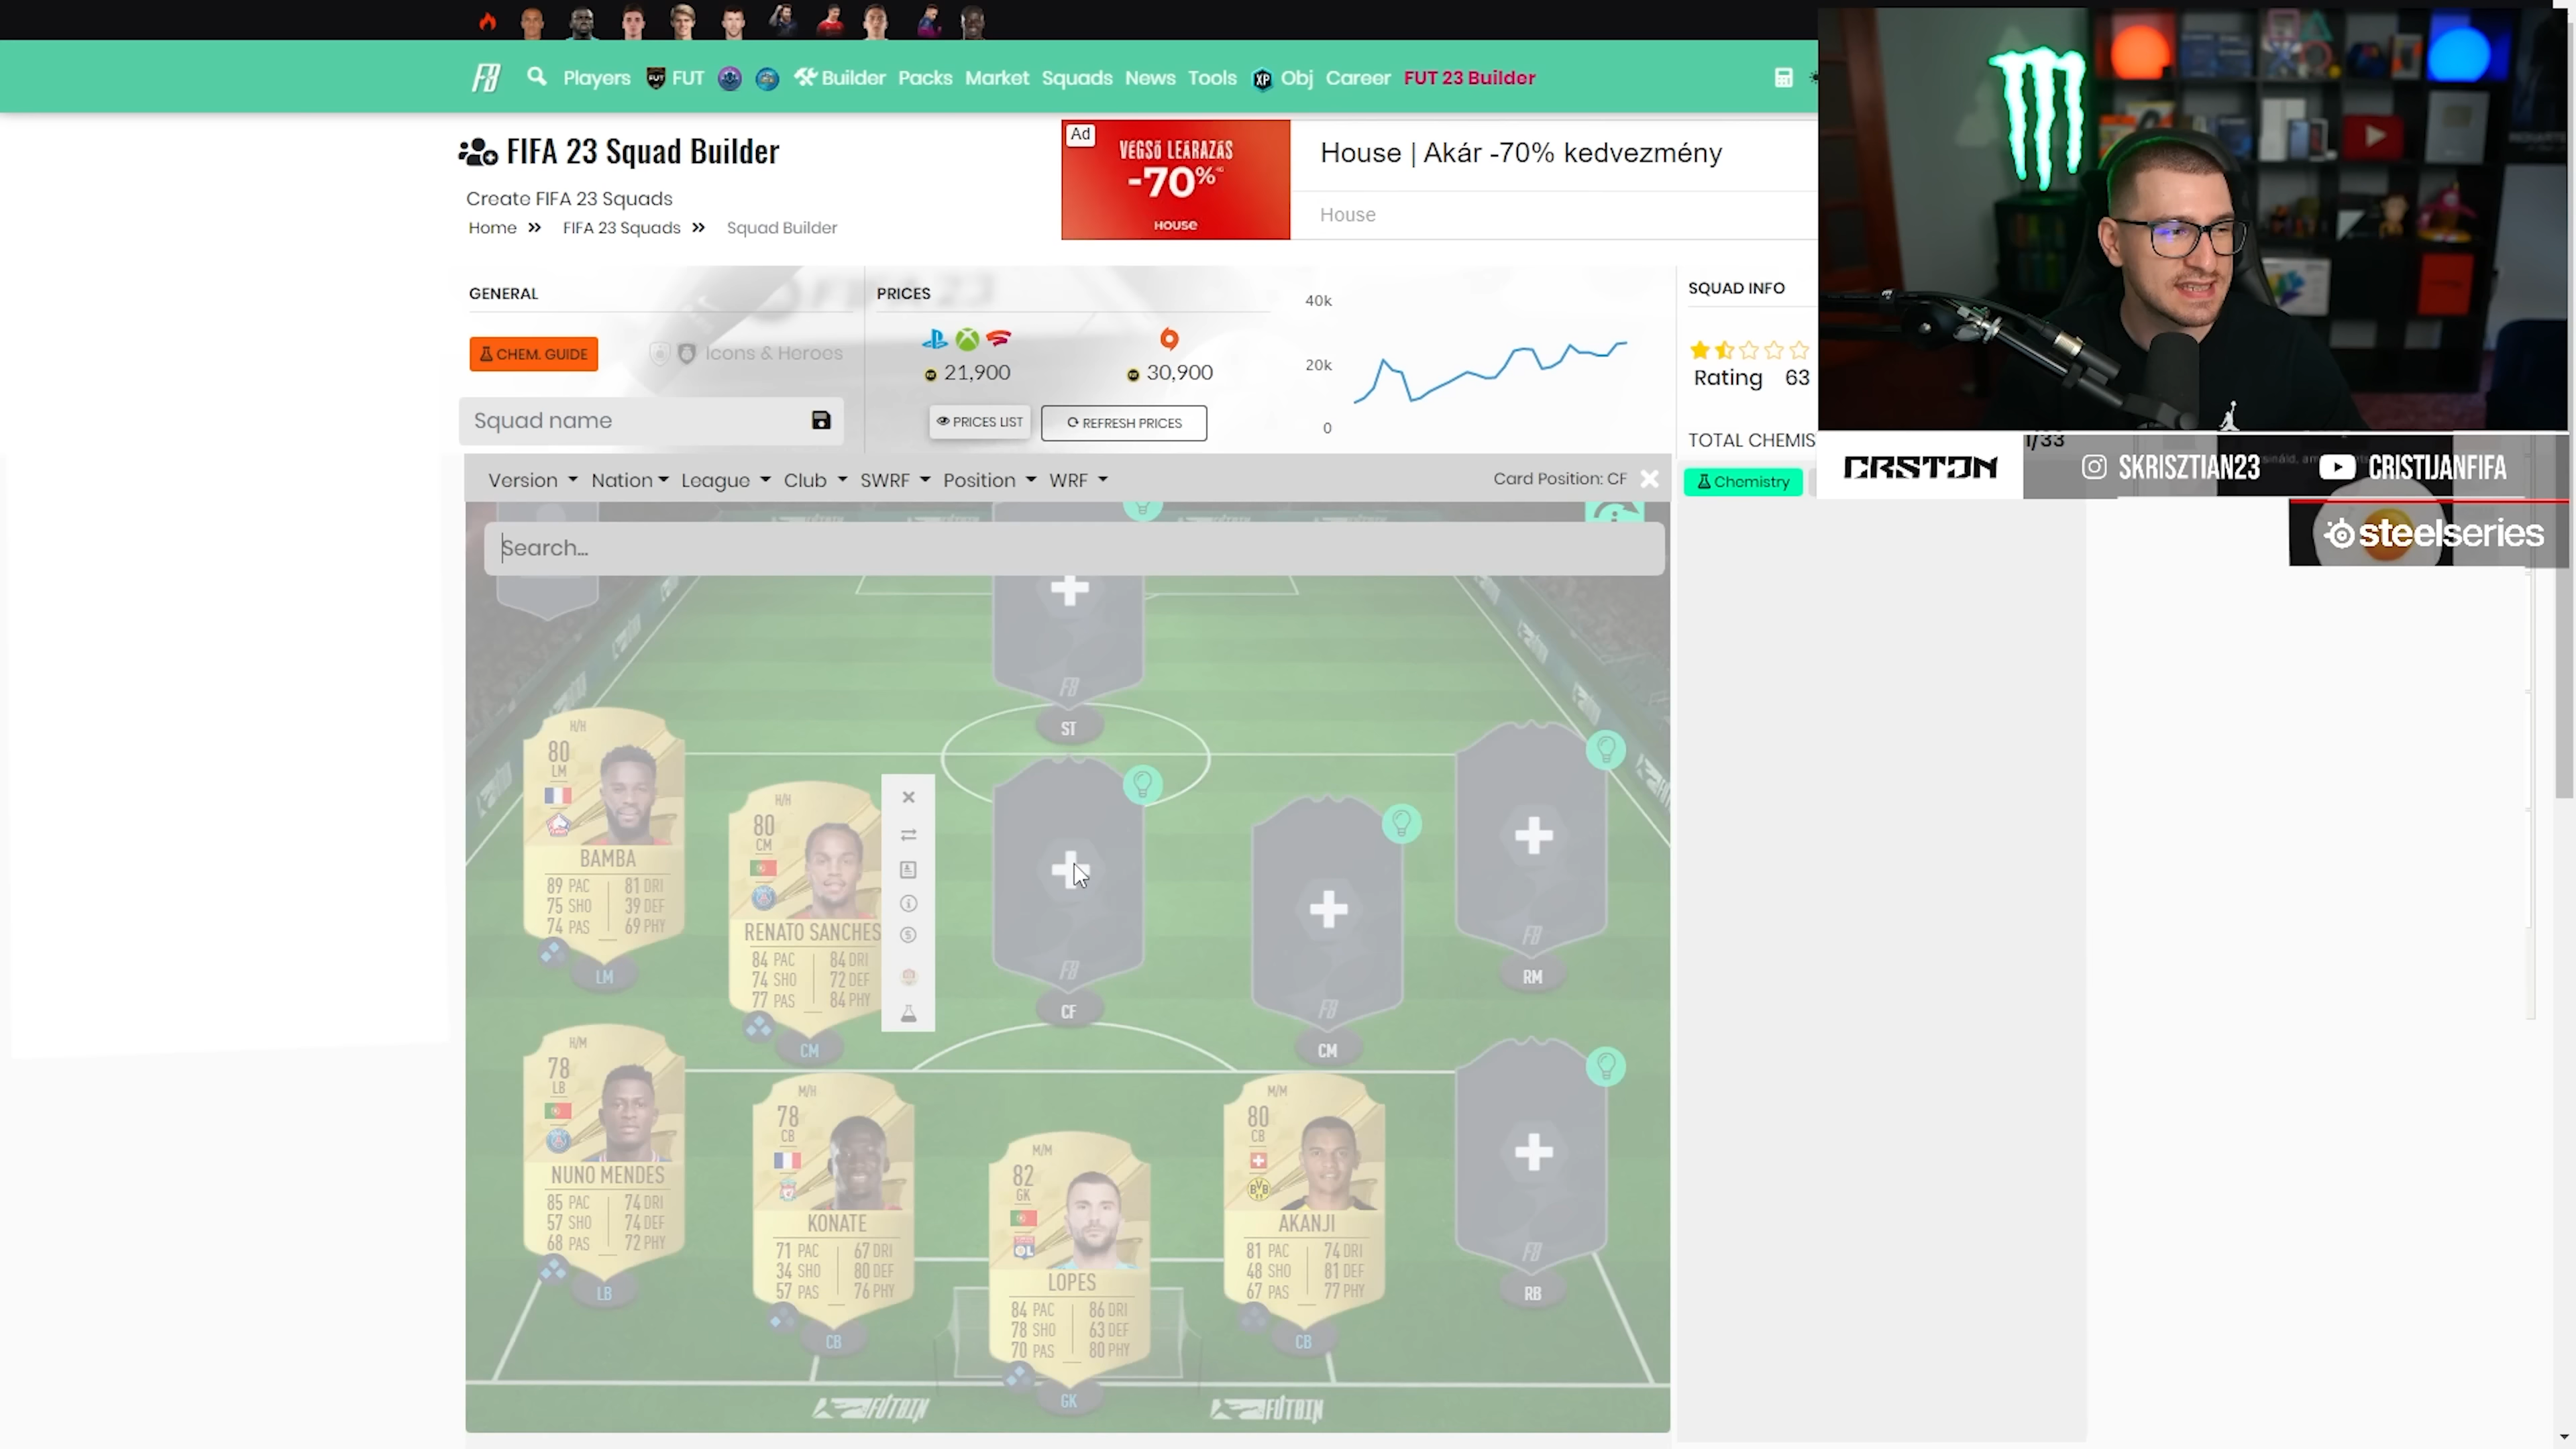 Players FUT Builder Packs Market Squads News Tools XP Obj Career FUT 23 Builder
FIFA 23 Squad Builder
Create FIFA 23 Squads
Home » FIFA 23 Squads » Squad Builder
Ad
VÉGSŐ LEÁRAZÁS
-70%
HOUSE
House | Akár -70% kedvezmény
House
GENERAL
CHEM. GUIDE
Icons & Heroes
Squad name
PRICES
21,900
30,900
PRICES LIST
REFRESH PRICES
40k
20k
0
SQUAD INFO
Rating 63
TOTAL CHEMIS
1/33
Chemistry
CRSTJN
SKRISZTIAN23
CRISTIJANFIFA
steelseries
Version Nation League Club SWRF Position WRF
Card Position: CF
Search...
ST
H/H
80
LM
BAMBA
89 PAC 81 DRI
75 SHO 39 DEF
74 PAS 69 PHY
LM
H/H
80
CM
RENATO SANCHES
84 PAC 84 DRI
74 SHO 72 DEF
77 PAS 84 PHY
CM
CF
CM
RM
H/M
78
LB
NUNO MENDES
85 PAC 74 DRI
57 SHO 74 DEF
68 PAS 72 PHY
LB
M/H
78
CB
KONATE
71 PAC 67 DRI
34 SHO 80 DEF
57 PAS 76 PHY
CB
M/M
82
GK
LOPES
84 PAC 86 DRI
78 SHO 63 DEF
70 PAS 80 PHY
GK
M/M
80
CB
AKANJI
81 PAC 74 DRI
48 SHO 81 DEF
67 PAS 77 PHY
CB
RB
FUTBIN
FUTBIN